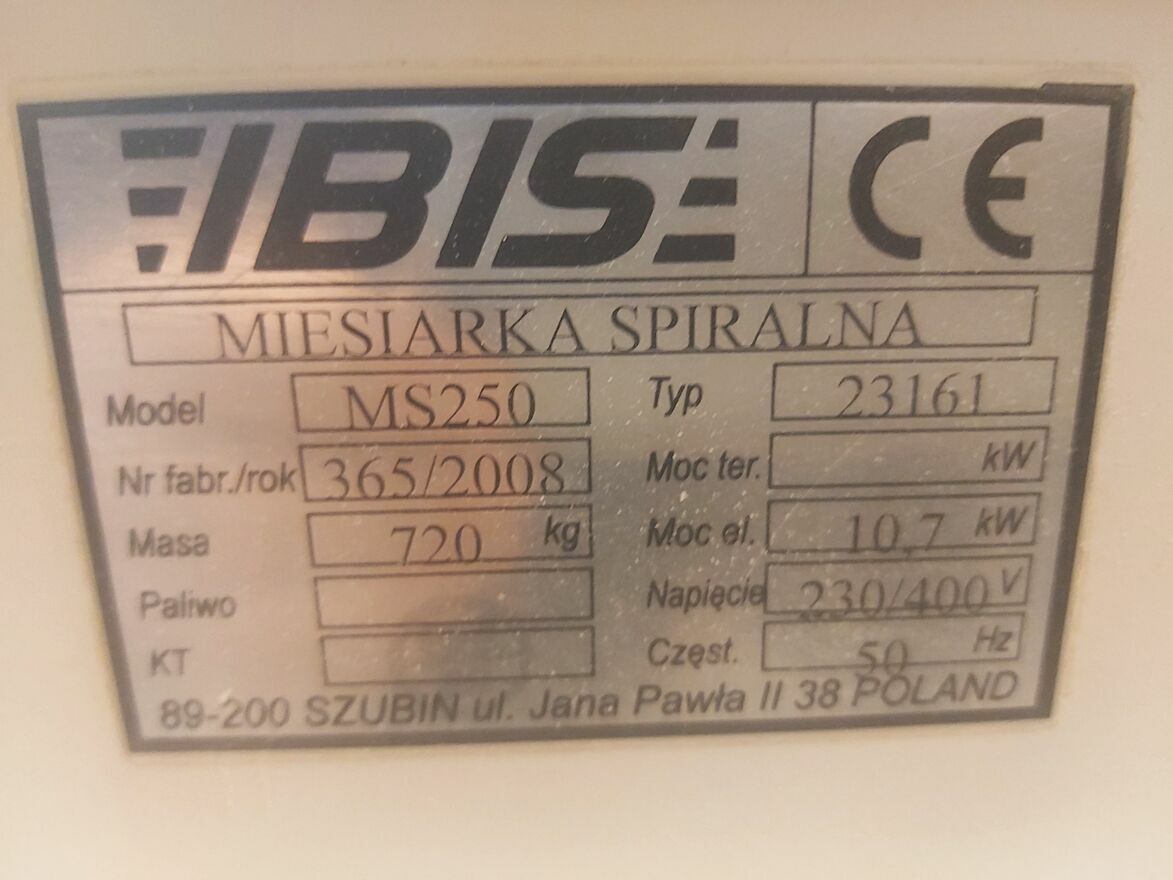 IBIS CE
MIESIARKA SPIRALNA
Model MS250 Typ 23161
Nr fabr./rok 365/2008 Moc ter. kW
Masa 720 kg Moc el. 10,7 kW
Paliwo Napięcie 230/400 V
KT Częst. 50 Hz
89-200 SZUBIN ul. Jana Pawła II 38 POLAND